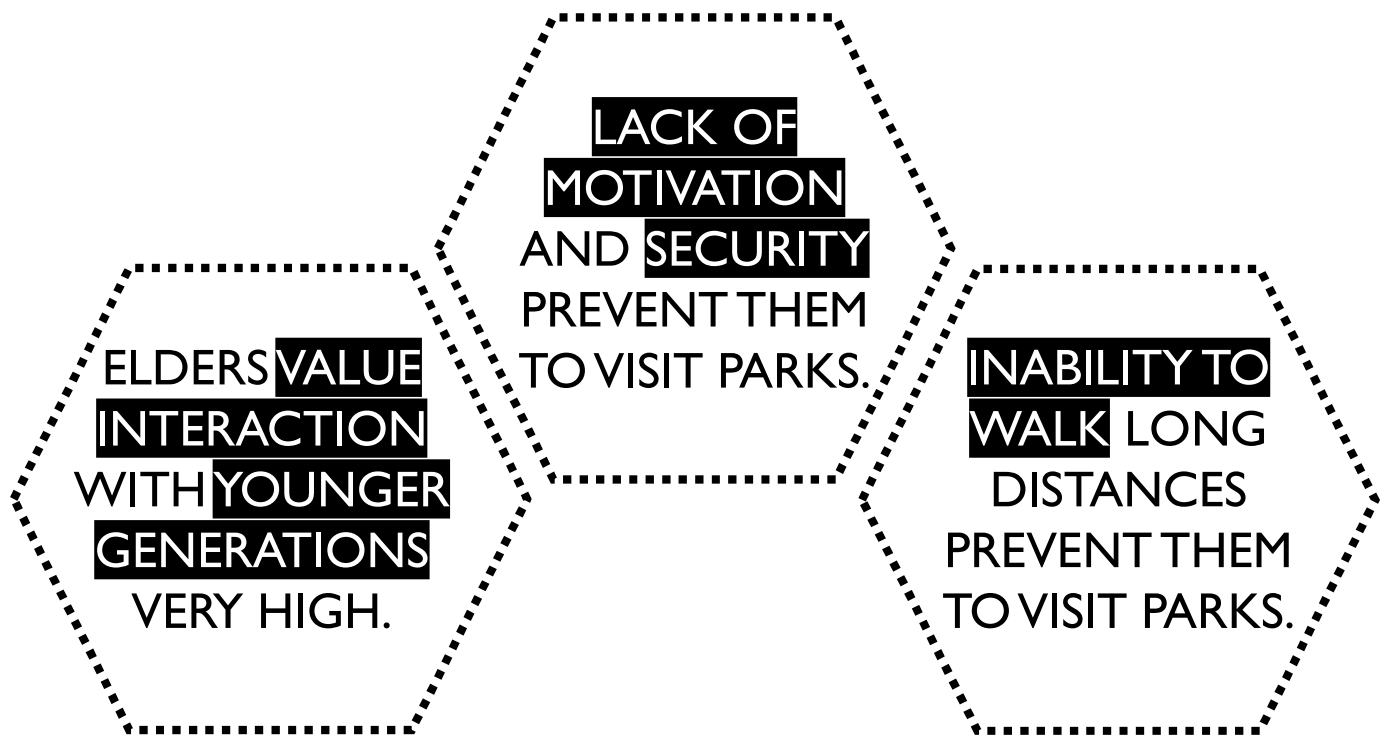 ELDERS VALUE
INTERACTION
WITH YOUNGER
GENERATIONS
VERY HIGH.
LACK OF
MOTIVATION
AND SECURITY
PREVENT THEM
TO VISIT PARKS.
INABILITY TO
WALK LONG
DISTANCES
PREVENT THEM
TO VISIT PARKS.